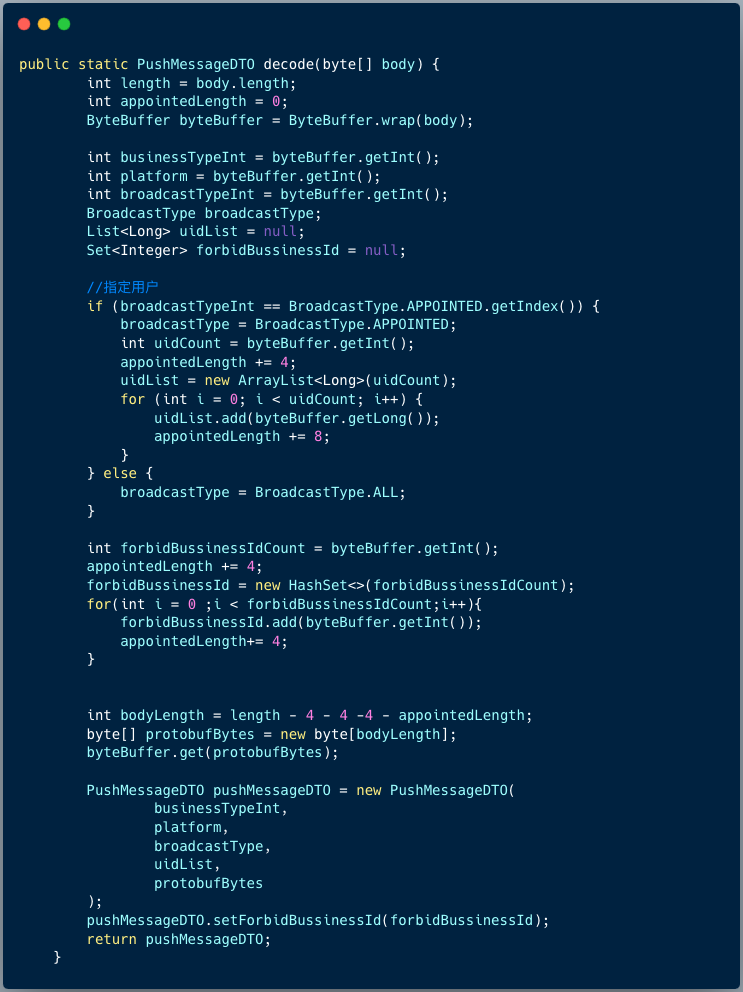 public static PushMessageDTO decode(byte[] body) {
        int length = body.length;
        int appointedLength = 0;
        ByteBuffer byteBuffer = ByteBuffer.wrap(body);

        int businessTypeInt = byteBuffer.getInt();
        int platform = byteBuffer.getInt();
        int broadcastTypeInt = byteBuffer.getInt();
        BroadcastType broadcastType;
        List<Long> uidList = null;
        Set<Integer> forbidBussinessId = null;

        //指定用户
        if (broadcastTypeInt == BroadcastType.APPOINTED.getIndex()) {
            broadcastType = BroadcastType.APPOINTED;
            int uidCount = byteBuffer.getInt();
            appointedLength += 4;
            uidList = new ArrayList<Long>(uidCount);
            for (int i = 0; i < uidCount; i++) {
                uidList.add(byteBuffer.getLong());
                appointedLength += 8;
            }
        } else {
            broadcastType = BroadcastType.ALL;
        }

        int forbidBussinessIdCount = byteBuffer.getInt();
        appointedLength += 4;
        forbidBussinessId = new HashSet<>(forbidBussinessIdCount);
        for(int i = 0 ;i < forbidBussinessIdCount;i++){
            forbidBussinessId.add(byteBuffer.getInt());
            appointedLength+= 4;
        }


        int bodyLength = length - 4 - 4 -4 - appointedLength;
        byte[] protobufBytes = new byte[bodyLength];
        byteBuffer.get(protobufBytes);

        PushMessageDTO pushMessageDTO = new PushMessageDTO(
                businessTypeInt,
                platform,
                broadcastType,
                uidList,
                protobufBytes
        );
        pushMessageDTO.setForbidBussinessId(forbidBussinessId);
        return pushMessageDTO;
    }